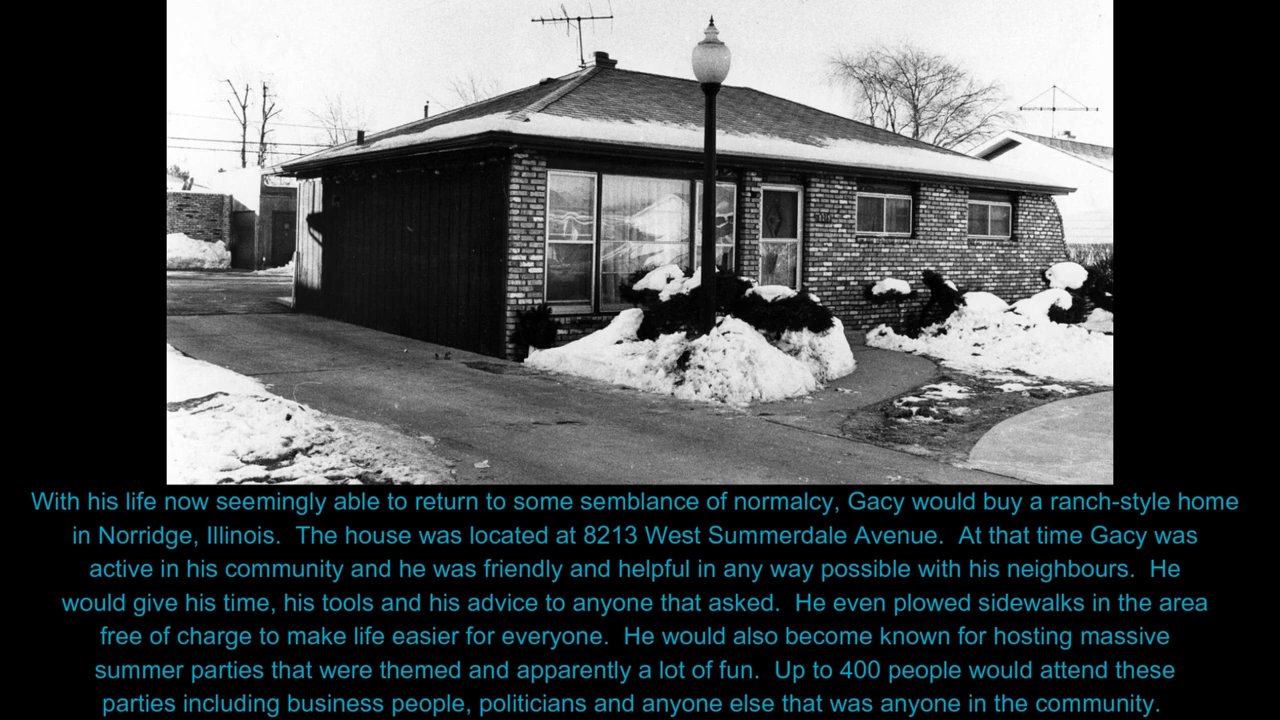 With his life now seemingly able to return to some semblance of normalcy, Gacy would buy a ranch-style home
in Norridge, Illinois.  The house was located at 8213 West Summerdale Avenue.  At that time Gacy was
active in his community and he was friendly and helpful in any way possible with his neighbours.  He
would give his time, his tools and his advice to anyone that asked.  He even plowed sidewalks in the area
free of charge to make life easier for everyone.  He would also become known for hosting massive
summer parties that were themed and apparently a lot of fun.  Up to 400 people would attend these
parties including business people, politicians and anyone else that was anyone in the community.